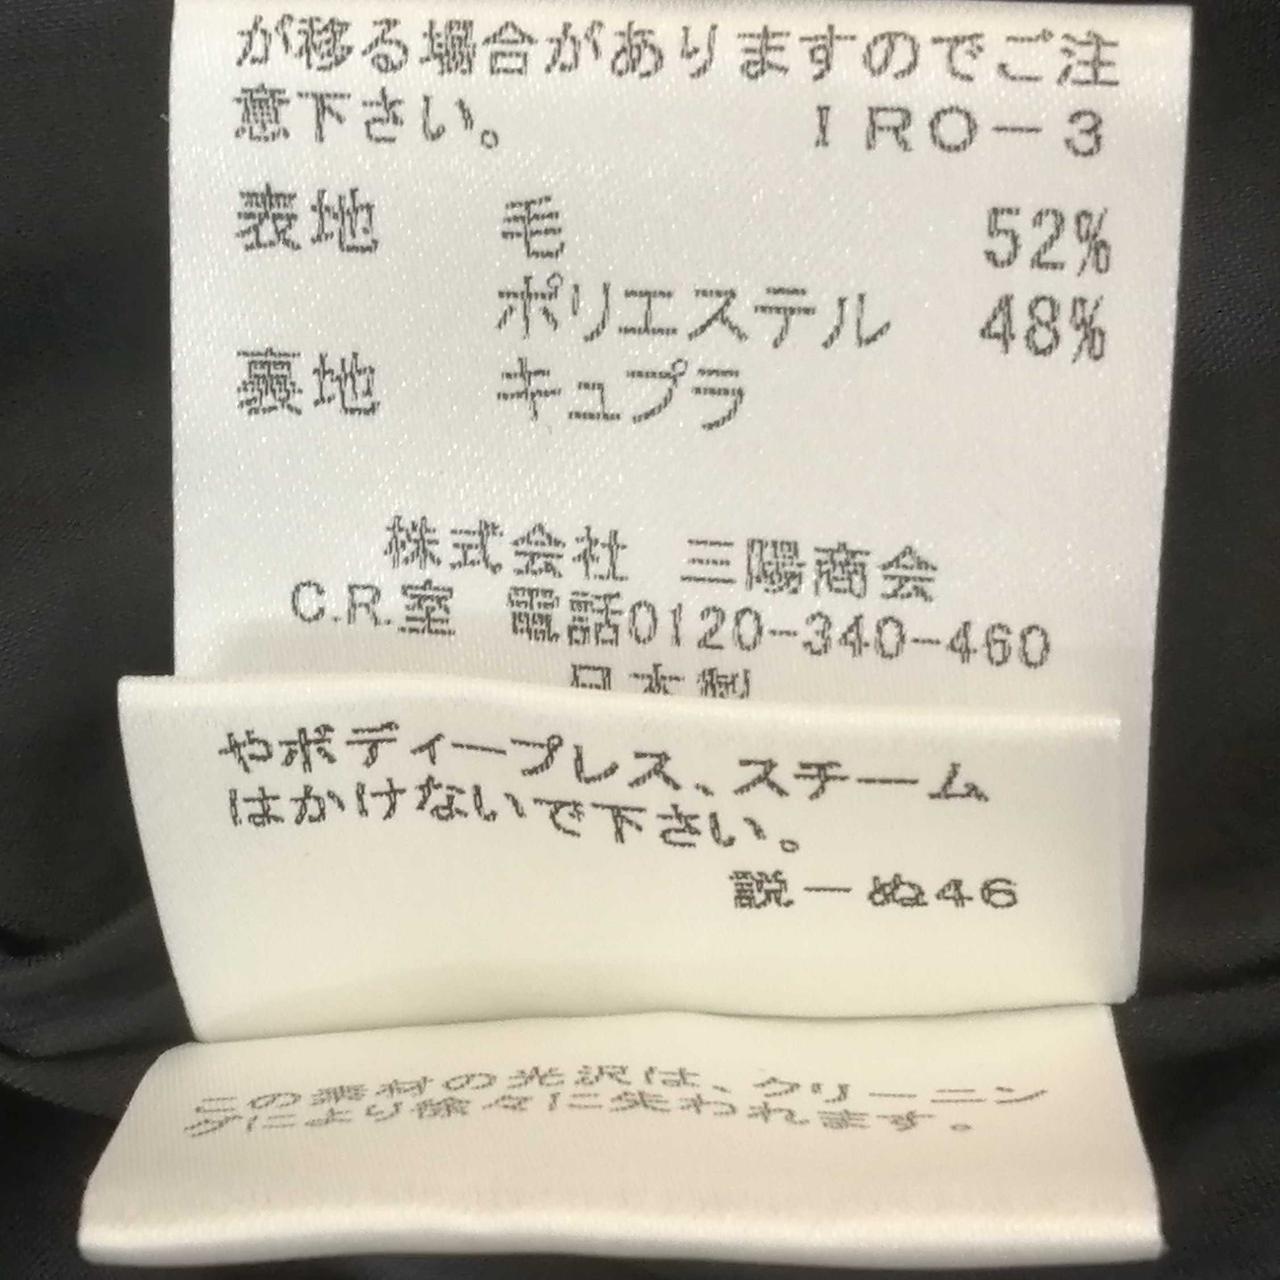 が移る場合がありますのでご注
意下さい。 IRO-3
表地 毛 52%
ポリエステル 48%
裏地 キュプラ
株式会社 三陽商会
C.R.室 電話0120-340-460
日本製
やボディープレス、スチーム
はかけないで下さい。
説-ぬ46
この素材の光沢は、クリーニン
グにより徐々に失われます。